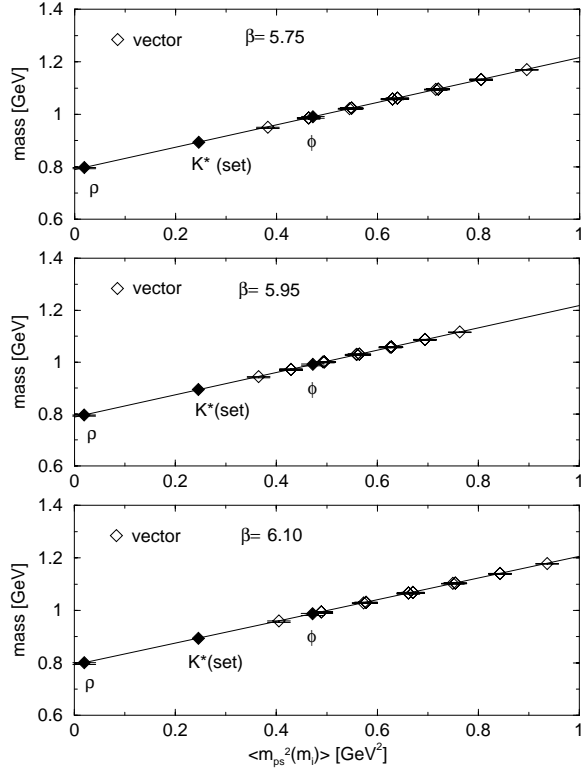 1.4
◇ vector β= 5.75
1.2
mass [GeV]
1
0.8
K* (set) ϕ
ρ
0.6
0 0.2 0.4 0.6 0.8 1
1.4
◇ vector β= 5.95
1.2
mass [GeV]
1
0.8
K*(set) ϕ
ρ
0.6
0 0.2 0.4 0.6 0.8 1
1.4
◇ vector β= 6.10
1.2
mass [GeV]
1
0.8
K*(set) ϕ
ρ
0.6
0 0.2 0.4 0.6 0.8 1
<m_ps²(m_i)> [GeV²]